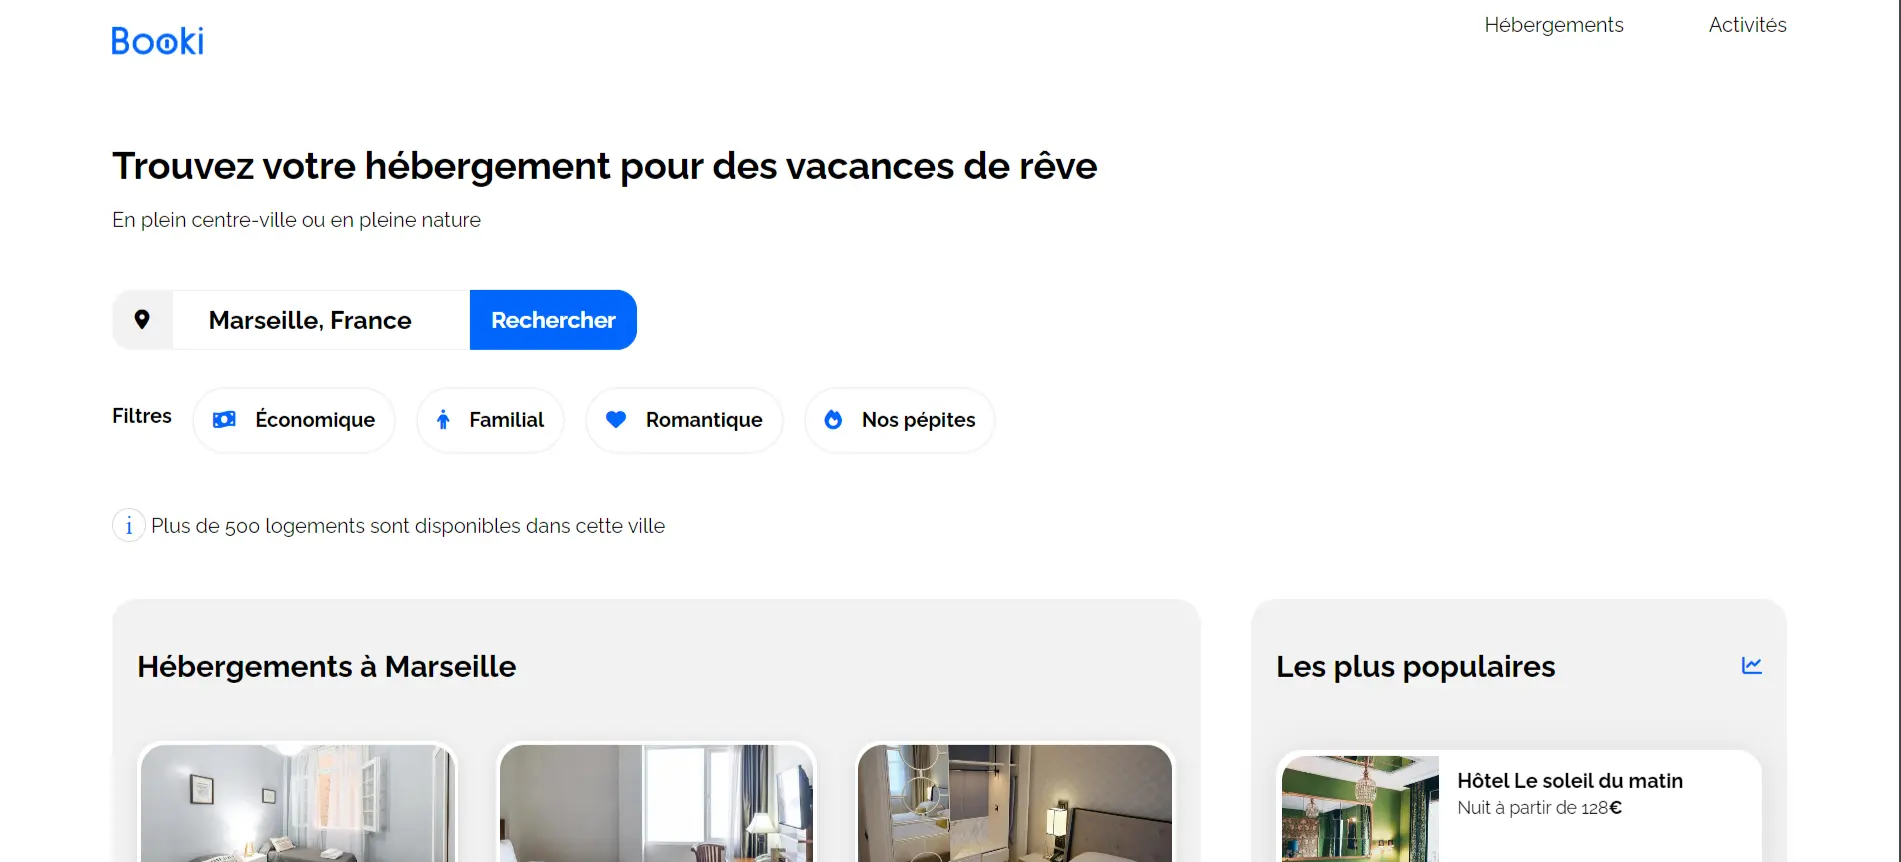 Booki
Hébergements
Activités
Trouvez votre hébergement pour des vacances de rêve
En plein centre-ville ou en pleine nature
Marseille, France
Rechercher
Filtres
Économique
Familial
Romantique
Nos pépites
i Plus de 500 logements sont disponibles dans cette ville
Hébergements à Marseille
Les plus populaires
Hôtel Le soleil du matin
Nuit à partir de 128€